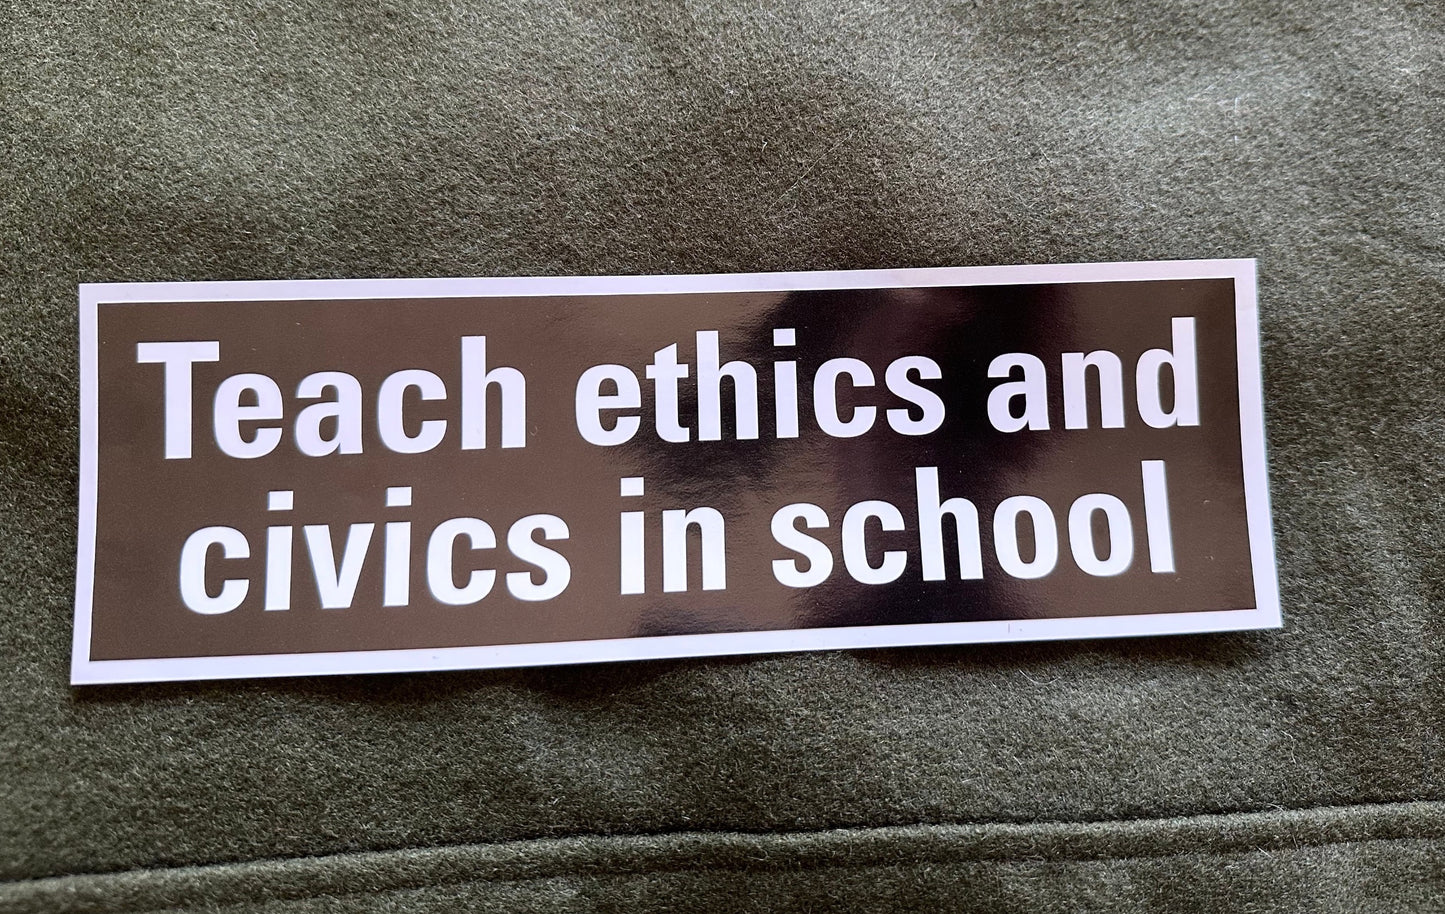 Teach ethics and
civics in school